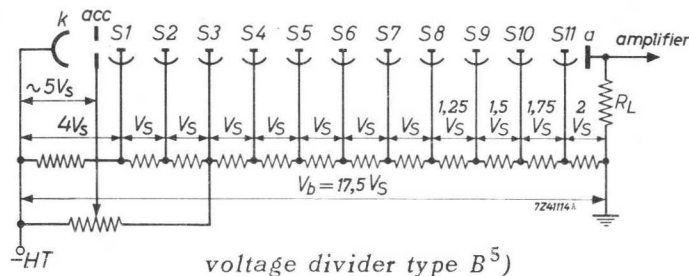 k acc S1 S2 S3 S4 S5 S6 S7 S8 S9 S10 S11 a amplifier
~5Vs
1,25 1,5 1,75 2 RL
4Vs Vs Vs Vs Vs Vs Vs Vs Vs Vs Vs Vs
Vb=17,5 Vs
7Z41114A
-HT
voltage divider type B5)